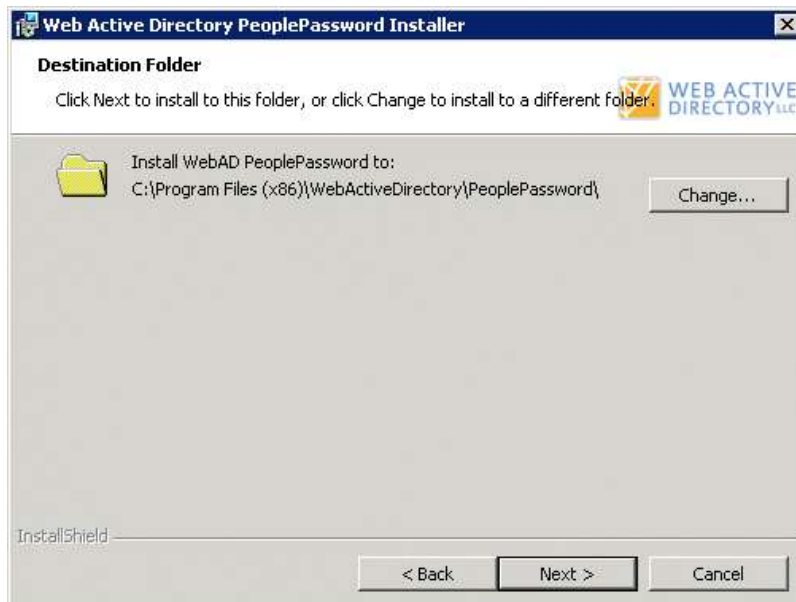 Web Active Directory PeoplePassword Installer
Destination Folder
Click Next to install to this folder, or click Change to install to a different folder.
WEB ACTIVE
DIRECTORY LLC
Install WebAD PeoplePassword to:
C:\Program Files (x86)\WebActiveDirectory\PeoplePassword\
Change...
InstallShield
< Back
Next >
Cancel